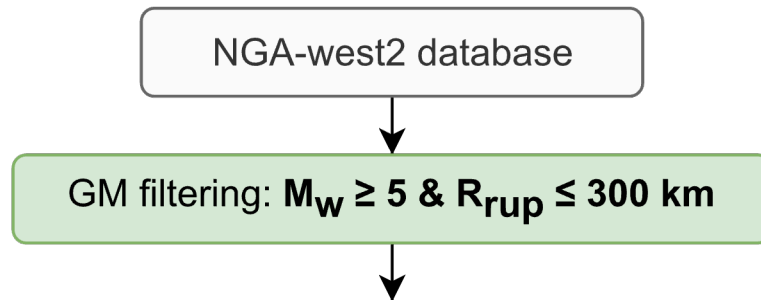 NGA-west2 database
GM filtering: Mw ≥ 5 & Rrup ≤ 300 km